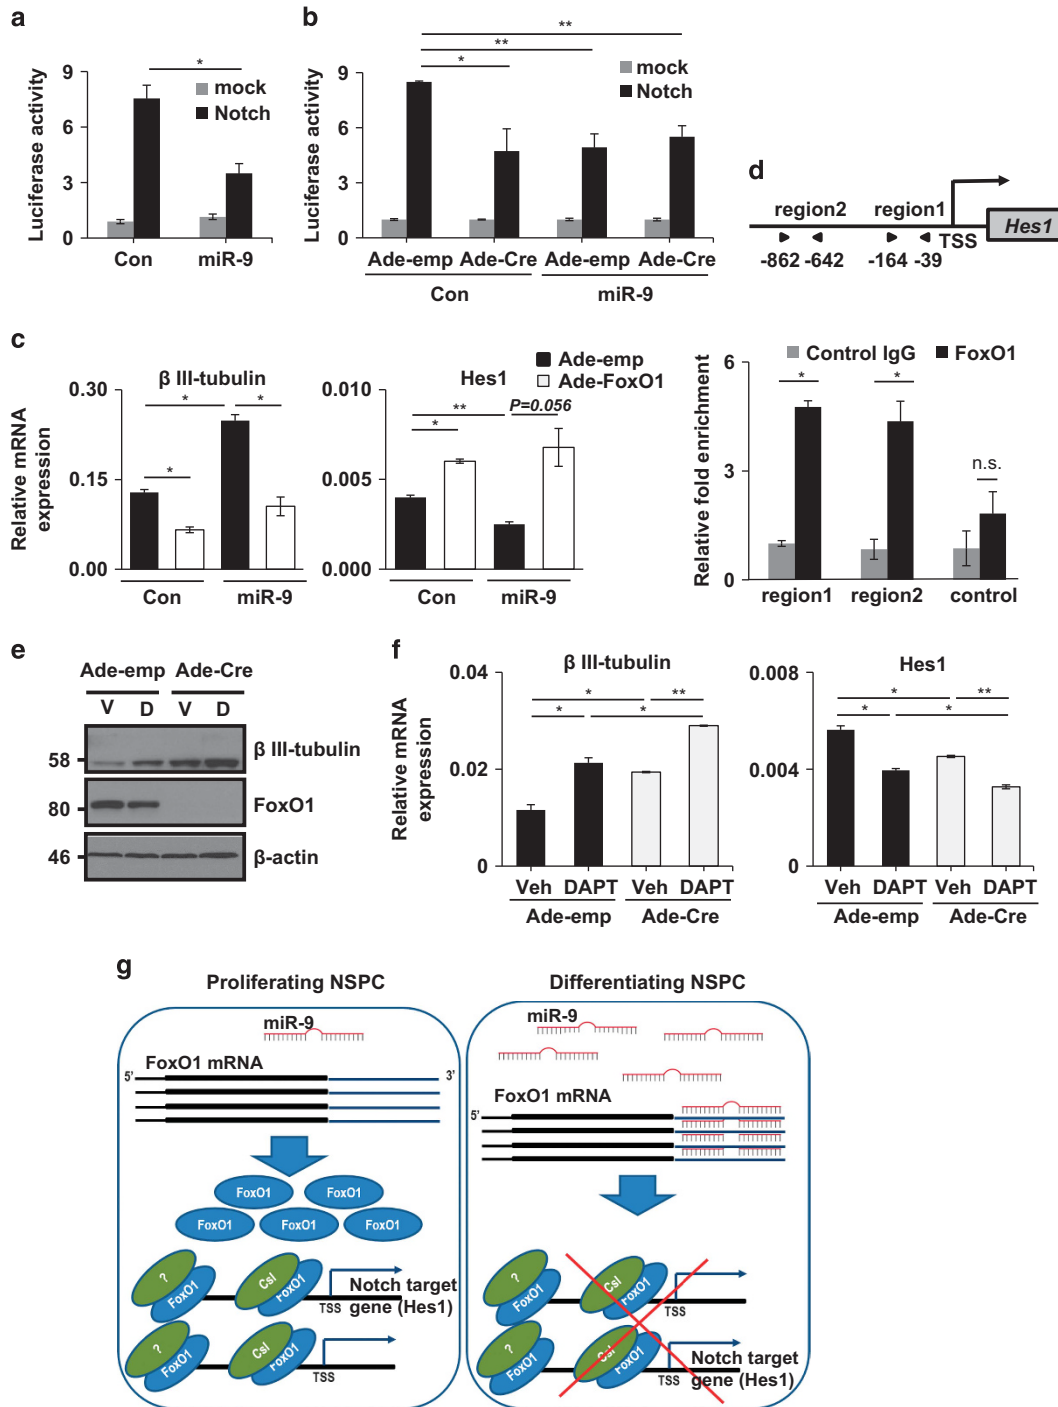 a
Luciferase activity
9
6
3
0
*
mock
Notch
Con
miR-9
b
Luciferase activity
9
6
3
0
**
**
*
mock
Notch
Ade-emp Ade-Cre Ade-emp Ade-Cre
Con
miR-9
d
region2
region1
TSS
Hes1
-862 -642
-164 -39
c
β III-tubulin
Relative mRNA
expression
0.30
0.15
0.00
*
*
*
Con
miR-9
Hes1
Ade-emp
Ade-FoxO1
0.010
0.005
0.000
**
*
P=0.056
Con
miR-9
Control IgG
FoxO1
Relative fold enrichment
6
3
0
*
*
n.s.
region1 region2 control
e
Ade-emp Ade-Cre
V D V D
58
β III-tubulin
80
FoxO1
46
β-actin
f
β III-tubulin
Relative mRNA
expression
0.04
0.02
0
*
**
*
*
Veh DAPT Veh DAPT
Ade-emp Ade-Cre
Hes1
0.008
0.004
0
*
**
*
*
Veh DAPT Veh DAPT
Ade-emp Ade-Cre
g
Proliferating NSPC
miR-9
FoxO1 mRNA
5'
3'
FoxO1 FoxO1
FoxO1 FoxO1 FoxO1
?
FoxO1
Csl
FoxO1
TSS
Notch target
gene (Hes1)
?
FoxO1
Csl
FoxO1
TSS
Differentiating NSPC
miR-9
FoxO1 mRNA
5'
?
FoxO1
Csl
FoxO1
TSS
?
FoxO1
Csl
FoxO1
TSS
Notch target
gene (Hes1)